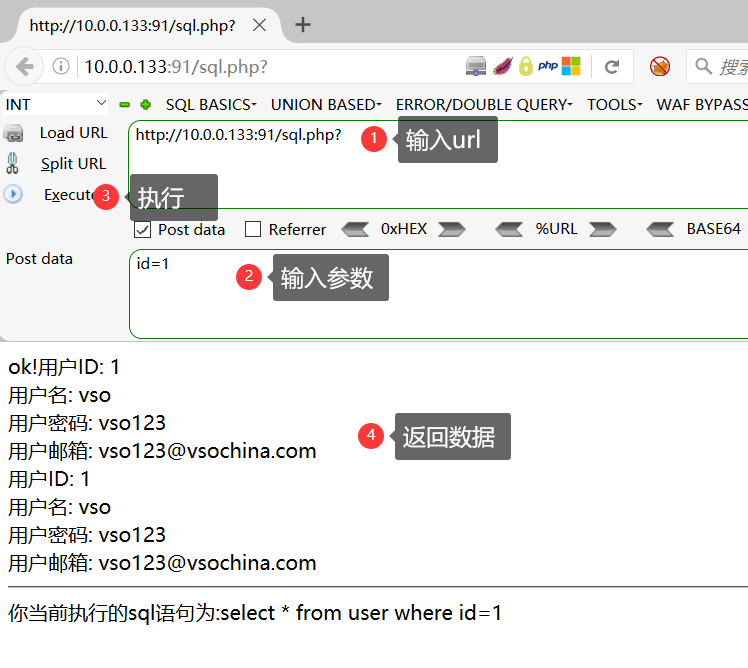 http://10.0.0.133:91/sql.php?
10.0.0.133:91/sql.php?
php
INT SQL BASICS UNION BASED ERROR/DOUBLE QUERY TOOLS WAF BYPASS
Load URL
http://10.0.0.133:91/sql.php?
1 输入url
Split URL
Execute
3 执行
Post data Referrer 0xHEX %URL BASE64
Post data
id=1
2 输入参数
ok!用户ID: 1
用户名: vso
用户密码: vso123
4 返回数据
用户邮箱: vso123@vsochina.com
用户ID: 1
用户名: vso
用户密码: vso123
用户邮箱: vso123@vsochina.com
你当前执行的sql语句为:select * from user where id=1